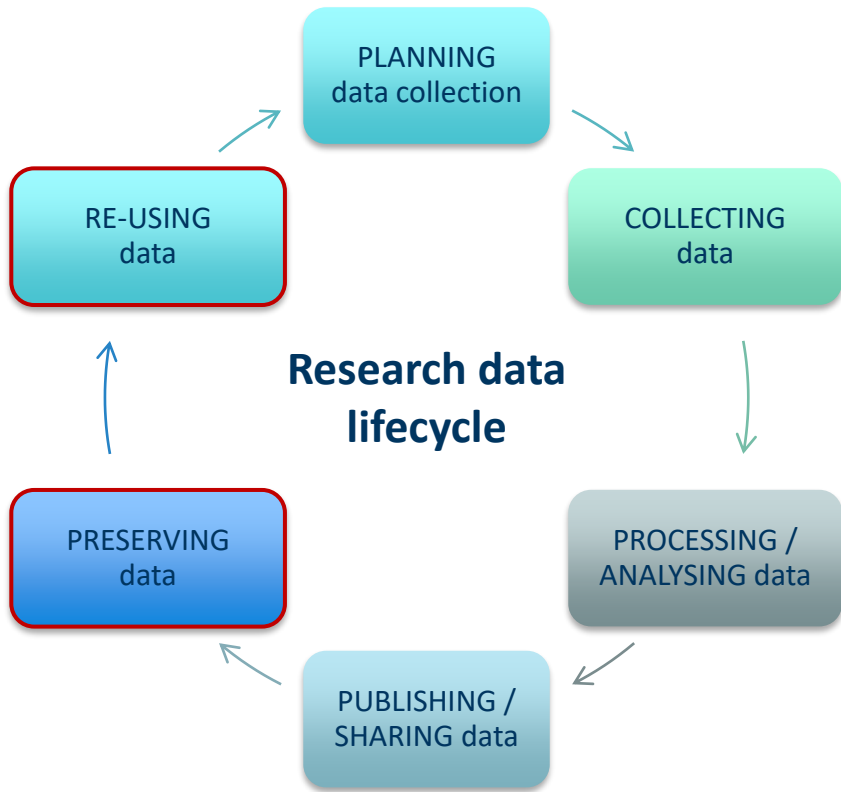 PLANNING
data collection
RE-USING
data
COLLECTING
data
Research data
lifecycle
PRESERVING
data
PROCESSING /
ANALYSING data
PUBLISHING /
SHARING data